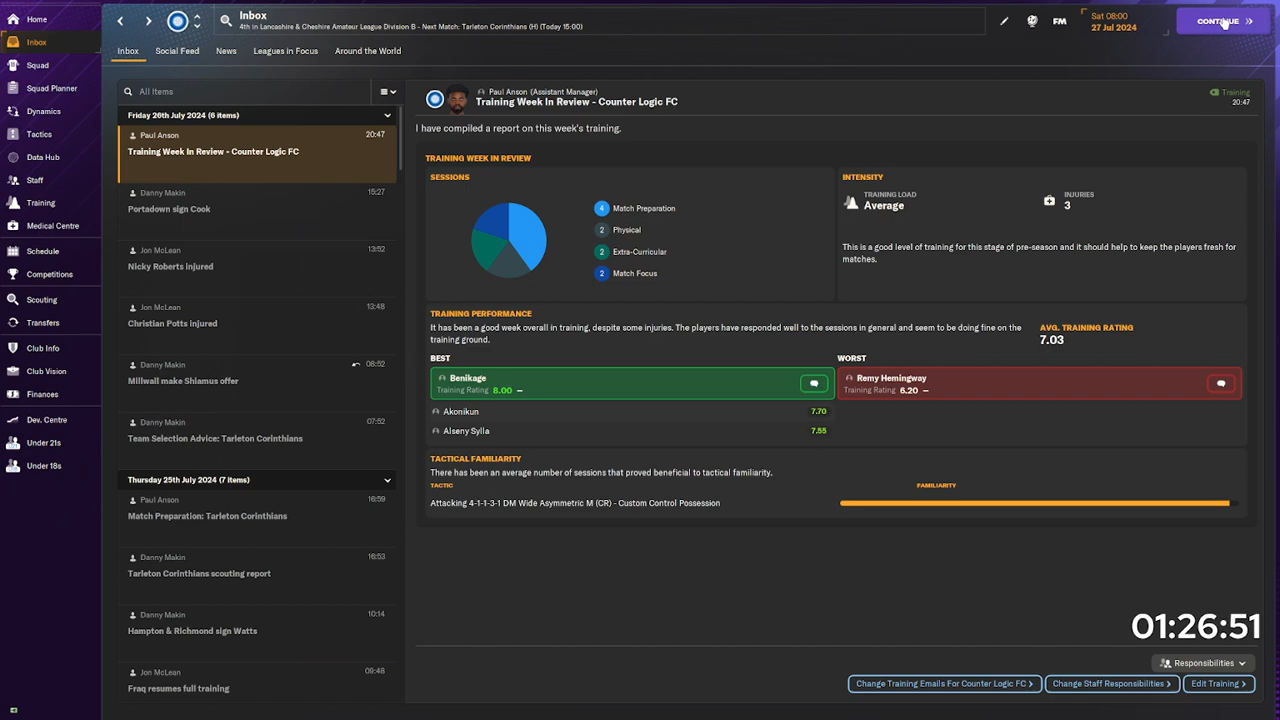 Home
Inbox
Squad
Squad Planner
Dynamics
Tactics
Data Hub
Staff
Training
Medical Centre
Schedule
Competitions
Scouting
Transfers
Club Info
Club Vision
Finances
Dev. Centre
Under 21s
Under 18s
Inbox
4th in Lancashire & Cheshire Amateur League Division B - Next Match: Tarleton Corinthians (H) (Today 15:00)
FM
Sat 08:00
27 Jul 2024
CONTINUE
Inbox Social Feed News Leagues in Focus Around the World
All Items
Friday 26th July 2024 (6 items)
Paul Anson 20:47
Training Week In Review - Counter Logic FC
Danny Makin 15:27
Portadown sign Cook
Jon McLean 13:52
Nicky Roberts injured
Jon McLean 13:48
Christian Potts injured
Danny Makin 08:52
Millwall make Shlamus offer
Danny Makin 07:52
Team Selection Advice: Tarleton Corinthians
Thursday 25th July 2024 (7 items)
Paul Anson 16:59
Match Preparation: Tarleton Corinthians
Danny Makin 16:53
Tarleton Corinthians scouting report
Danny Makin 10:14
Hampton & Richmond sign Watts
Jon McLean 09:48
Fraq resumes full training
Paul Anson (Assistant Manager)
Training Week In Review - Counter Logic FC
Training
20:47
I have compiled a report on this week's training.
TRAINING WEEK IN REVIEW
SESSIONS
4 Match Preparation
2 Physical
2 Extra-Curricular
2 Match Focus
INTENSITY
TRAINING LOAD
Average
INJURIES
3
This is a good level of training for this stage of pre-season and it should help to keep the players fresh for
matches.
TRAINING PERFORMANCE
It has been a good week overall in training, despite some injuries. The players have responded well to the sessions in general and seem to be doing fine on the
training ground.
AVG. TRAINING RATING
7.03
BEST
Benikage
Training Rating 8.00 –
Akonikun 7.70
Alseny Sylla 7.55
WORST
Remy Hemingway
Training Rating 6.20 –
TACTICAL FAMILIARITY
There has been an average number of sessions that proved beneficial to tactical familiarity.
TACTIC FAMILIARITY
Attacking 4-1-1-3-1 DM Wide Asymmetric M (CR) - Custom Control Possession
01:26:51
Responsibilities
Change Training Emails For Counter Logic FC >
Change Staff Responsibilities >
Edit Training >